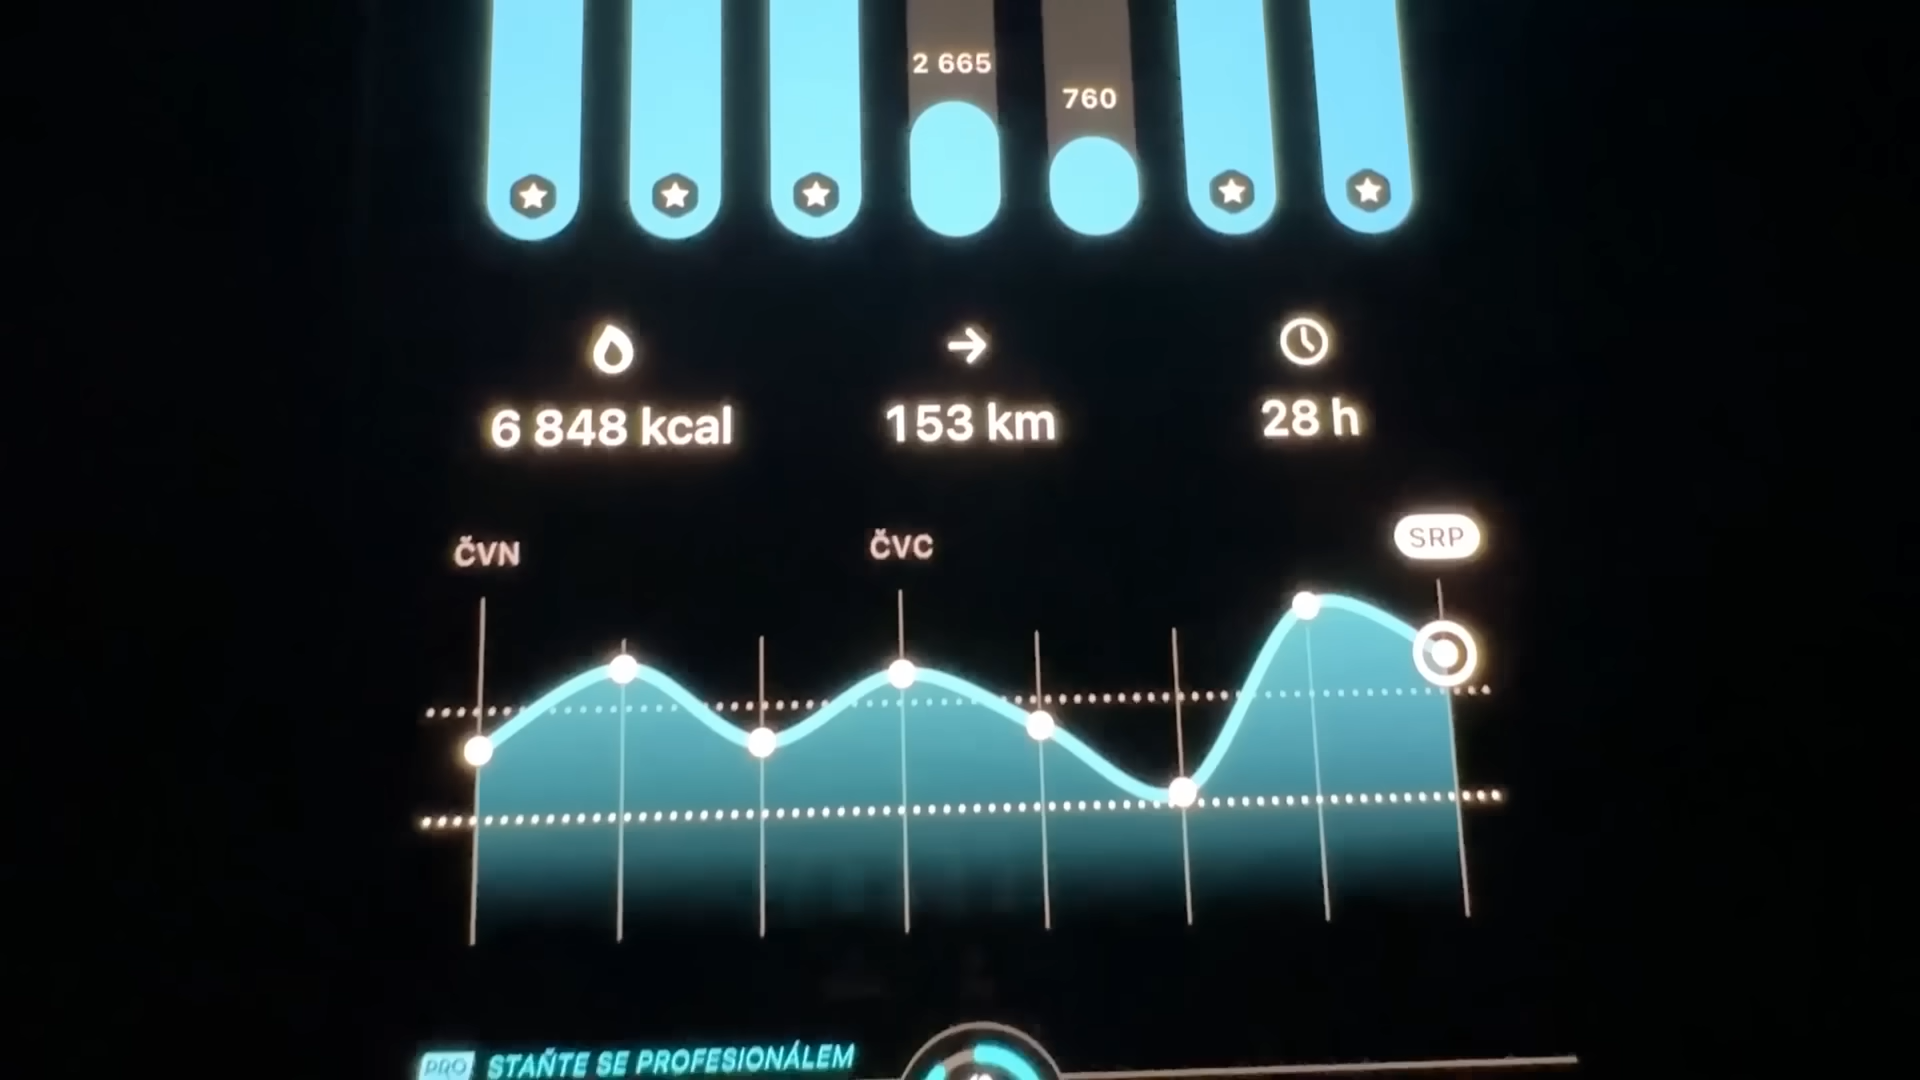 2 665
760
6 848 kcal
153 km
28 h
ČVN
ČVC
SRP
PRO STAŇTE SE PROFESIONÁLEM